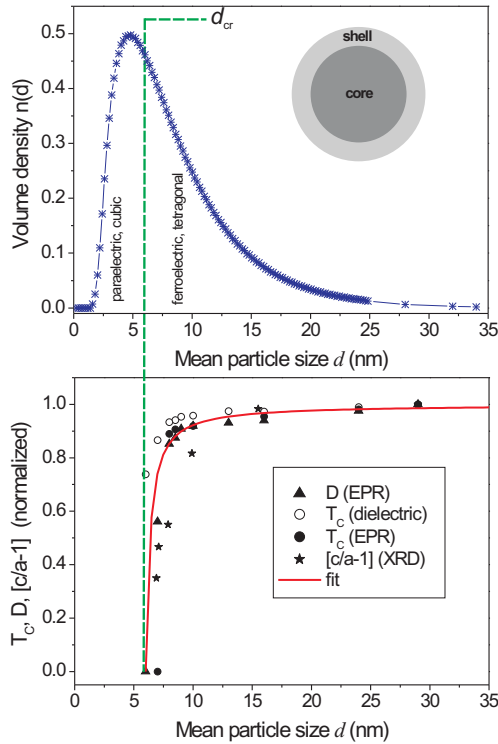 d_cr
shell
core
Volume density n(d)
0.5
0.4
0.3
0.2
0.1
0.0
paraelectric, cubic
ferroelectric, tetragonal
0 5 10 15 20 25 30 35
Mean particle size d (nm)
T_C, D, [c/a-1] (normalized)
1.0
0.8
0.6
0.4
0.2
0.0
D (EPR)
T_C (dielectric)
T_C (EPR)
[c/a-1] (XRD)
fit
0 5 10 15 20 25 30 35
Mean particle size d (nm)